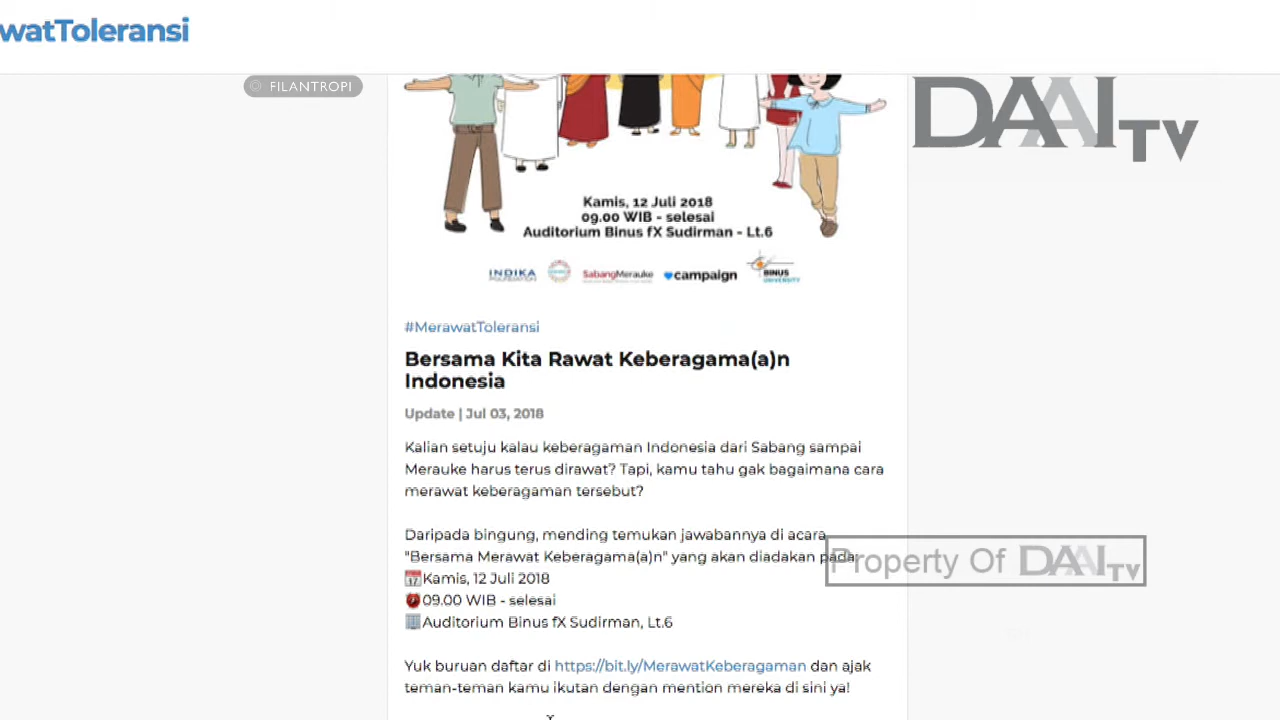 watToleransi
© FILANTROPI
DAAI TV
Kamis, 12 Juli 2018
09.00 WIB - selesai
Auditorium Binus fX Sudirman - Lt.6
INDIKA
FOUNDATION
SabangMerauke
campaign
BINUS
UNIVERSITY
#MerawatToleransi
Bersama Kita Rawat Keberagama(a)n
Indonesia
Update | Jul 03, 2018
Kalian setuju kalau keberagaman Indonesia dari Sabang sampai
Merauke harus terus dirawat? Tapi, kamu tahu gak bagaimana cara
merawat keberagaman tersebut?
Daripada bingung, mending temukan jawabannya di acara
"Bersama Merawat Keberagama(a)n" yang akan diadakan pada:
Property Of DAAI TV
17 Kamis, 12 Juli 2018
09.00 WIB - selesai
Auditorium Binus fX Sudirman, Lt.6
Yuk buruan daftar di https://bit.ly/MerawatKeberagaman dan ajak
teman-teman kamu ikutan dengan mention mereka di sini ya!